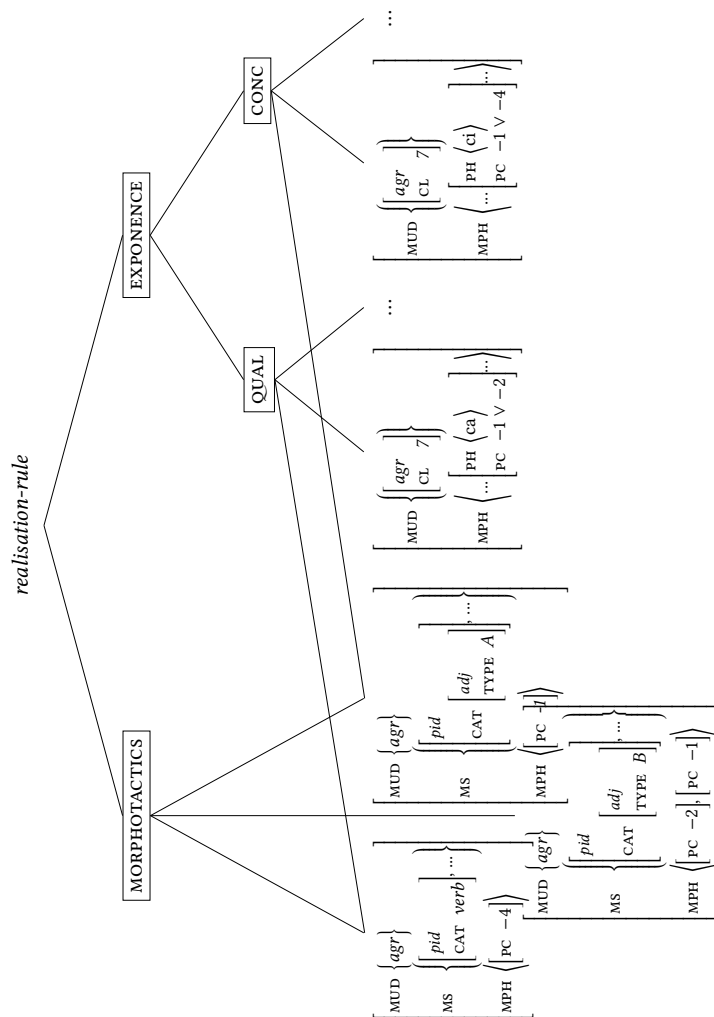 realisation-rule
MORPHOTACTICS
EXPONENCE
QUAL
CONC
MUD {agr}
pid
MS {[CAT verb], ...}
MPH ⟨[PC −4]⟩
MUD {agr}
pid
adj
MS {[CAT [TYPE A]], ...}
MPH ⟨[PC -1]⟩
MUD {agr}
pid
adj
MS {[CAT [TYPE B]], ...}
MPH ⟨[PC −2], [PC −1]⟩
agr
MUD {[CL 7]}
PH ⟨ca⟩
MPH ⟨... [PC −1 ∨ −2] ...⟩
...
agr
MUD {[CL 7]}
PH ⟨ci⟩
MPH ⟨... [PC −1 ∨ −4] ...⟩
...